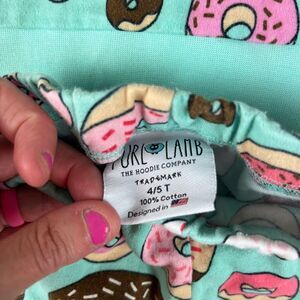 PURE LAMB
THE HOODIE COMPANY
TRADEMARK
4/5 T
100% Cotton
Designed in